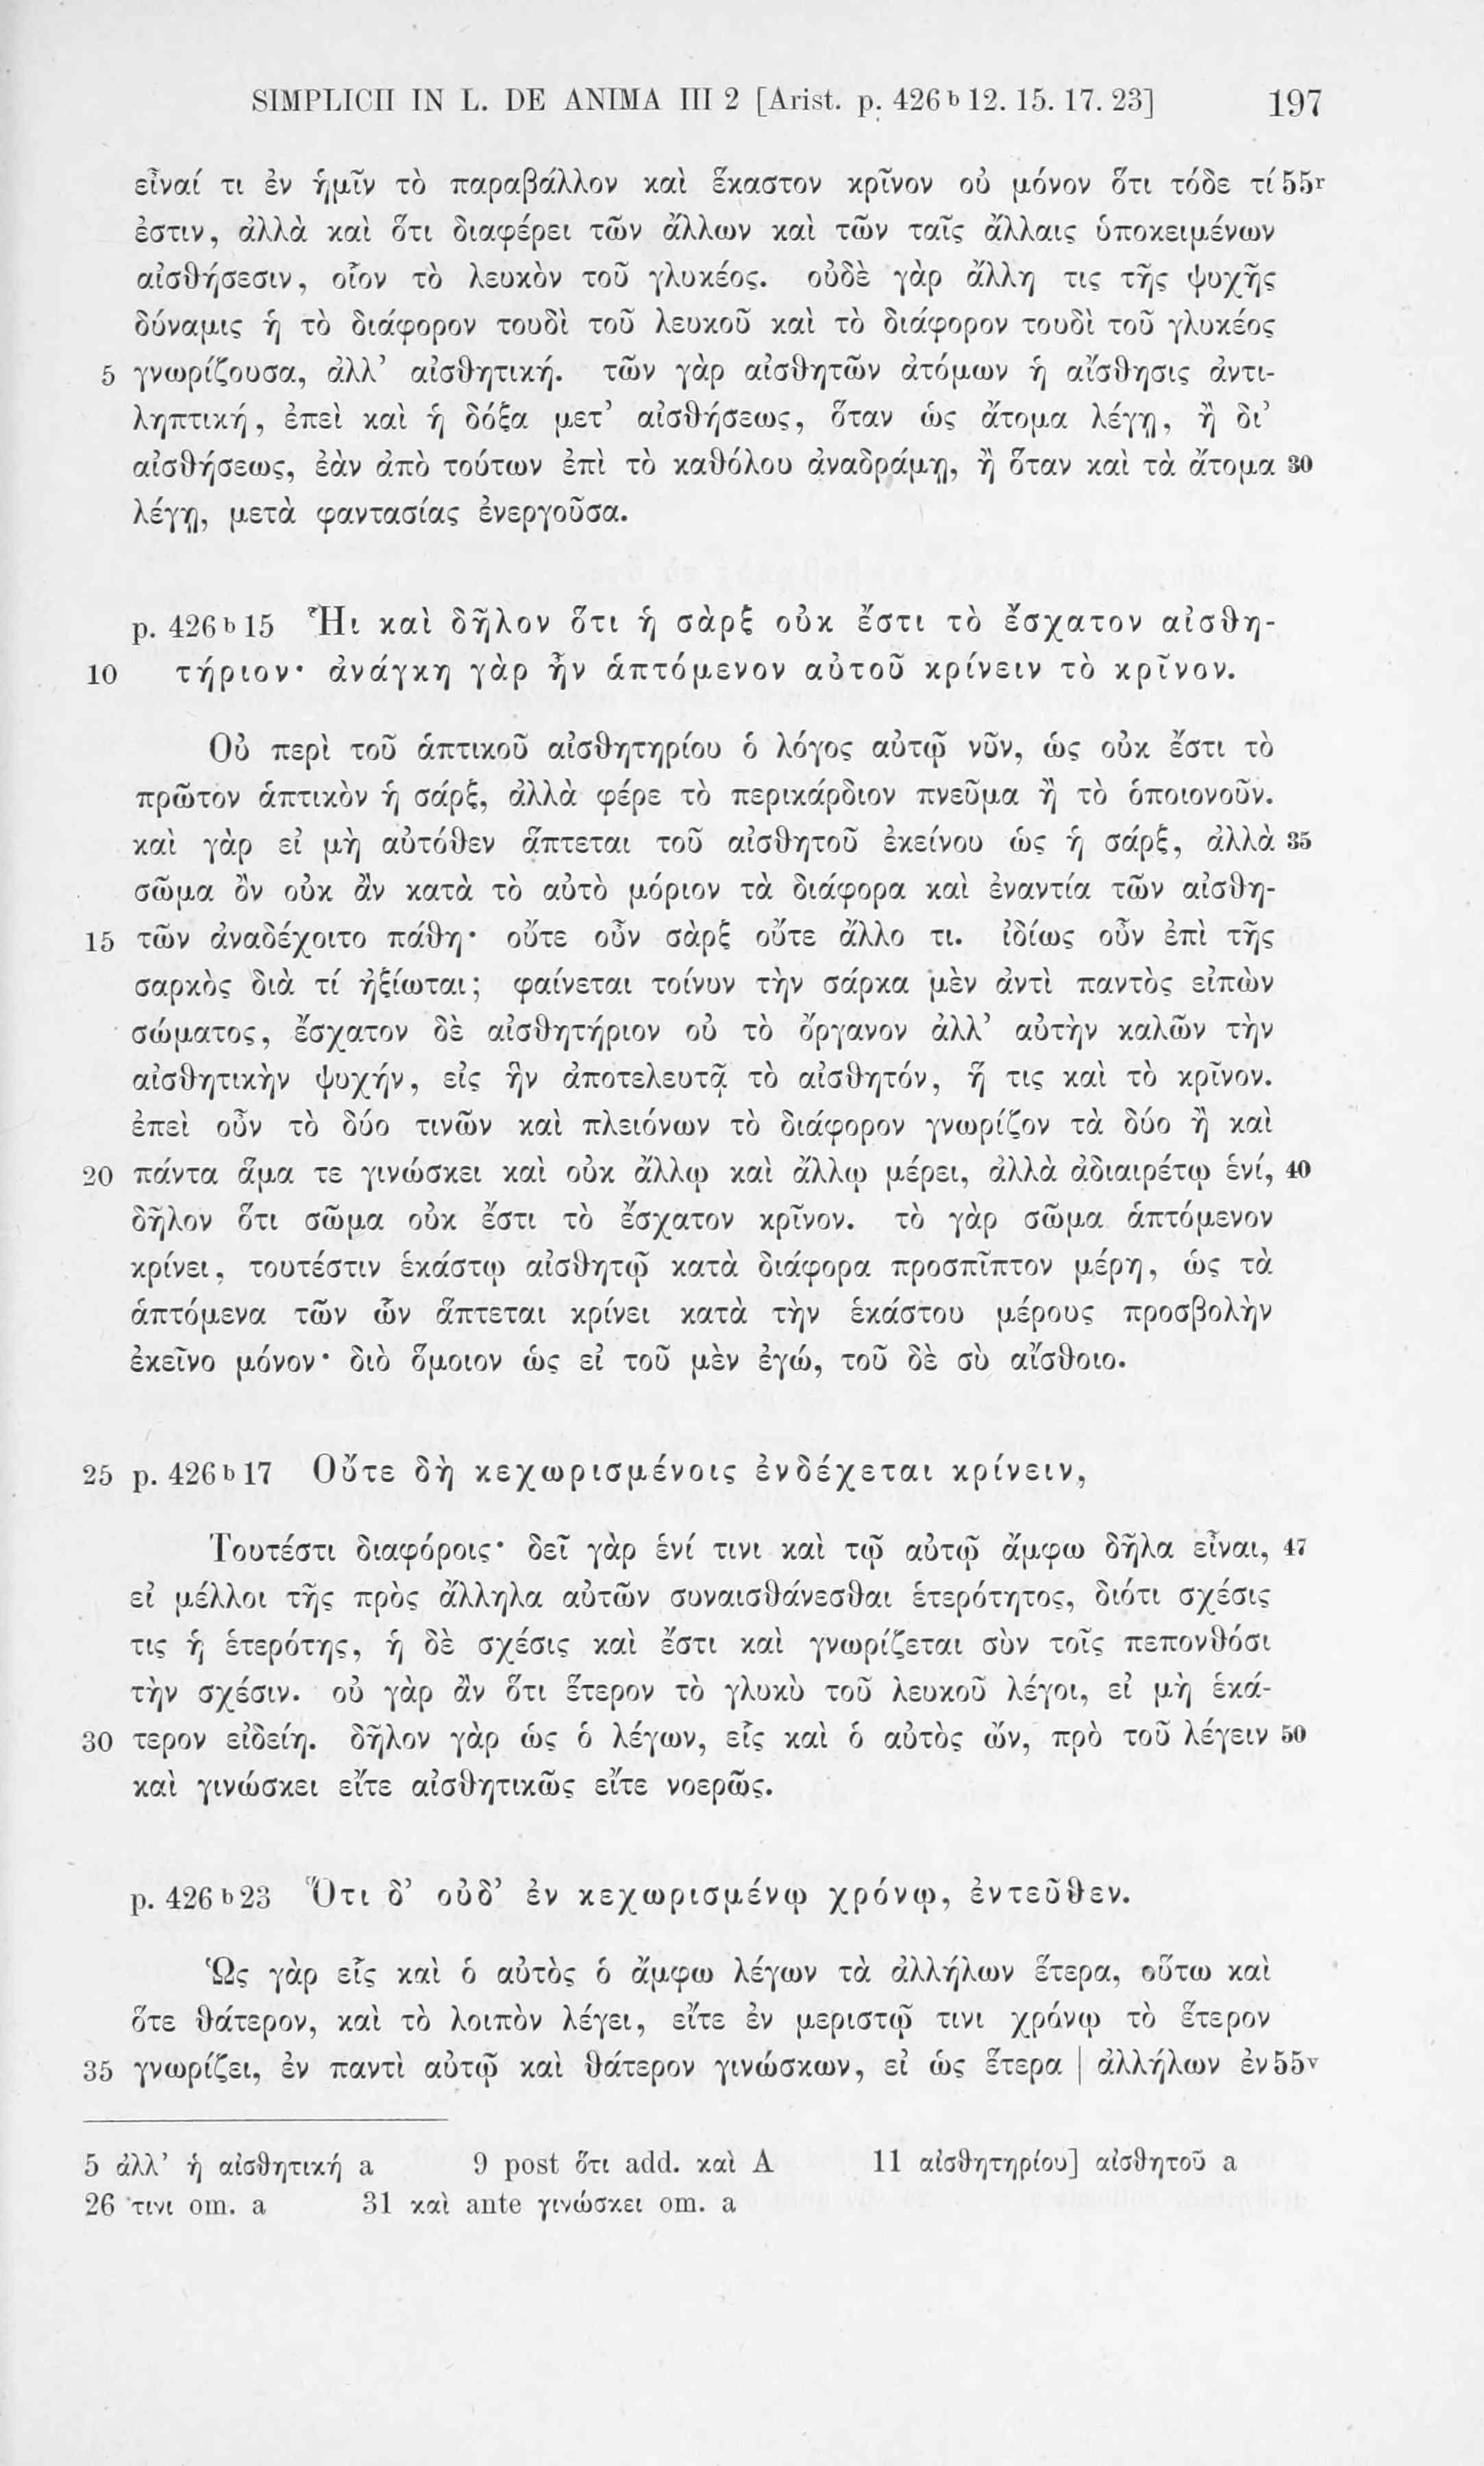 SIMPLICII IN L. DE ANIMA III 2 [Arist. p. 426 b 12. 15. 17. 23] 197
εἶναί τι ἐν ἡμῖν τὸ παραβάλλον καὶ ἕκαστον κρῖνον οὐ μόνον ὅτι τόδε τί 55r
ἐστιν, ἀλλὰ καὶ ὅτι διαφέρει τῶν ἄλλων καὶ τῶν ταῖς ἄλλαις ὑποκειμένων
αἰσθήσεσιν, οἷον τὸ λευκὸν τοῦ γλυκέος. οὐδὲ γὰρ ἄλλη τις τῆς ψυχῆς
δύναμις ἡ τὸ διάφορον τουδὶ τοῦ λευκοῦ καὶ τὸ διάφορον τουδὶ τοῦ γλυκέος
5 γνωρίζουσα, ἀλλ’ αἰσθητική. τῶν γὰρ αἰσθητῶν ἀτόμων ἡ αἴσθησις ἀντι-
ληπτική, ἐπεὶ καὶ ἡ δόξα μετ’ αἰσθήσεως, ὅταν ὡς ἄτομα λέγῃ, ἢ δι’
αἰσθήσεως, ἐὰν ἀπὸ τούτων ἐπὶ τὸ καθόλου ἀναδράμῃ, ἢ ὅταν καὶ τὰ ἄτομα 30
λέγῃ, μετὰ φαντασίας ἐνεργοῦσα.
p. 426 b 15 Ἧι καὶ δῆλον ὅτι ἡ σὰρξ οὐκ ἔστι τὸ ἔσχατον αἰσθη-
10 τήριον· ἀνάγκη γὰρ ἦν ἁπτόμενον αὐτοῦ κρίνειν τὸ κρῖνον.
Οὐ περὶ τοῦ ἁπτικοῦ αἰσθητηρίου ὁ λόγος αὐτῷ νῦν, ὡς οὐκ ἔστι τὸ
πρῶτον ἁπτικὸν ἡ σάρξ, ἀλλὰ φέρε τὸ περικάρδιον πνεῦμα ἢ τὸ ὁποιονοῦν.
καὶ γὰρ εἰ μὴ αὐτόθεν ἅπτεται τοῦ αἰσθητοῦ ἐκείνου ὡς ἡ σάρξ, ἀλλὰ 35
σῶμα ὂν οὐκ ἂν κατὰ τὸ αὐτὸ μόριον τὰ διάφορα καὶ ἐναντία τῶν αἰσθη-
15 τῶν ἀναδέχοιτο πάθη· οὔτε οὖν σὰρξ οὔτε ἄλλο τι. ἰδίως οὖν ἐπὶ τῆς
σαρκὸς διὰ τί ἠξίωται; φαίνεται τοίνυν τὴν σάρκα μὲν ἀντὶ παντὸς εἰπὼν
σώματος, ἔσχατον δὲ αἰσθητήριον οὐ τὸ ὄργανον ἀλλ’ αὐτὴν καλῶν τὴν
αἰσθητικὴν ψυχήν, εἰς ἣν ἀποτελευτᾷ τὸ αἰσθητόν, ἥ τις καὶ τὸ κρῖνον.
ἐπεὶ οὖν τὸ δύο τινῶν καὶ πλειόνων τὸ διάφορον γνωρίζον τὰ δύο ἢ καὶ
20 πάντα ἅμα τε γινώσκει καὶ οὐκ ἄλλῳ καὶ ἄλλῳ μέρει, ἀλλὰ ἀδιαιρέτῳ ἑνί, 40
δῆλον ὅτι σῶμα οὐκ ἔστι τὸ ἔσχατον κρῖνον. τὸ γὰρ σῶμα ἁπτόμενον
κρίνει, τουτέστιν ἑκάστῳ αἰσθητῷ κατὰ διάφορα προσπῖπτον μέρη, ὡς τὰ
ἁπτόμενα τῶν ὧν ἅπτεται κρίνει κατὰ τὴν ἑκάστου μέρους προσβολὴν
ἐκεῖνο μόνον· διὸ ὅμοιον ὡς εἰ τοῦ μὲν ἐγώ, τοῦ δὲ σὺ αἴσθοιο.
25 p. 426 b 17 Οὔτε δὴ κεχωρισμένοις ἐνδέχεται κρίνειν,
Τουτέστι διαφόροις· δεῖ γὰρ ἑνί τινι καὶ τῷ αὐτῷ ἄμφω δῆλα εἶναι, 47
εἰ μέλλοι τῆς πρὸς ἄλληλα αὐτῶν συναισθάνεσθαι ἑτερότητος, διότι σχέσις
τις ἡ ἑτερότης, ἡ δὲ σχέσις καὶ ἔστι καὶ γνωρίζεται σὺν τοῖς πεπονθόσι
τὴν σχέσιν. οὐ γὰρ ἂν ὅτι ἕτερον τὸ γλυκὺ τοῦ λευκοῦ λέγοι, εἰ μὴ ἑκά-
30 τερον εἰδείη. δῆλον γὰρ ὡς ὁ λέγων, εἷς καὶ ὁ αὐτὸς ὤν, πρὸ τοῦ λέγειν 50
καὶ γινώσκει εἴτε αἰσθητικῶς εἴτε νοερῶς.
p. 426 b 23 Ὅτι δ’ οὐδ’ ἐν κεχωρισμένῳ χρόνῳ, ἐντεῦθεν.
Ὡς γὰρ εἷς καὶ ὁ αὐτὸς ὁ ἄμφω λέγων τὰ ἀλλήλων ἕτερα, οὕτω καὶ
ὅτε θάτερον, καὶ τὸ λοιπὸν λέγει, εἴτε ἐν μεριστῷ τινι χρόνῳ τὸ ἕτερον
35 γνωρίζει, ἐν παντὶ αὐτῷ καὶ θάτερον γινώσκων, εἰ ὡς ἕτερα | ἀλλήλων ἐν 55v
5 ἀλλ’ ἡ αἰσθητική a 9 post ὅτι add. καὶ A 11 αἰσθητηρίου] αἰσθητοῦ a
26 τινι om. a 31 καὶ ante γινώσκει om. a